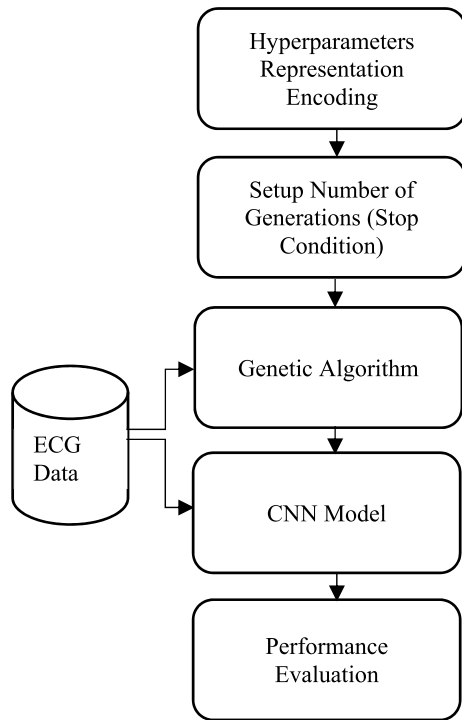 Hyperparameters
Representation
Encoding
Setup Number of
Generations (Stop
Condition)
Genetic Algorithm
ECG
Data
CNN Model
Performance
Evaluation